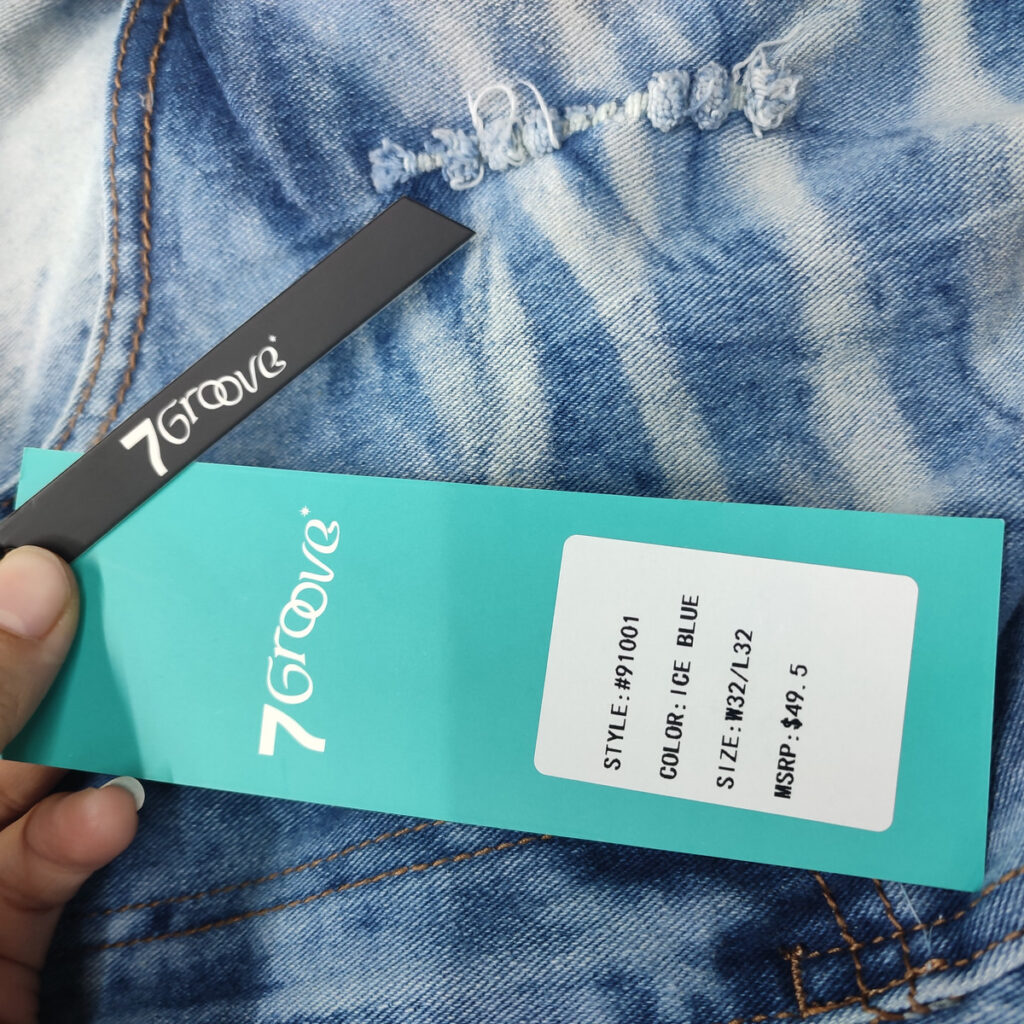 7Groove
7Groove
STYLE:#91001
COLOR:ICE BLUE
SIZE:W32/L32
MSRP:$49.5